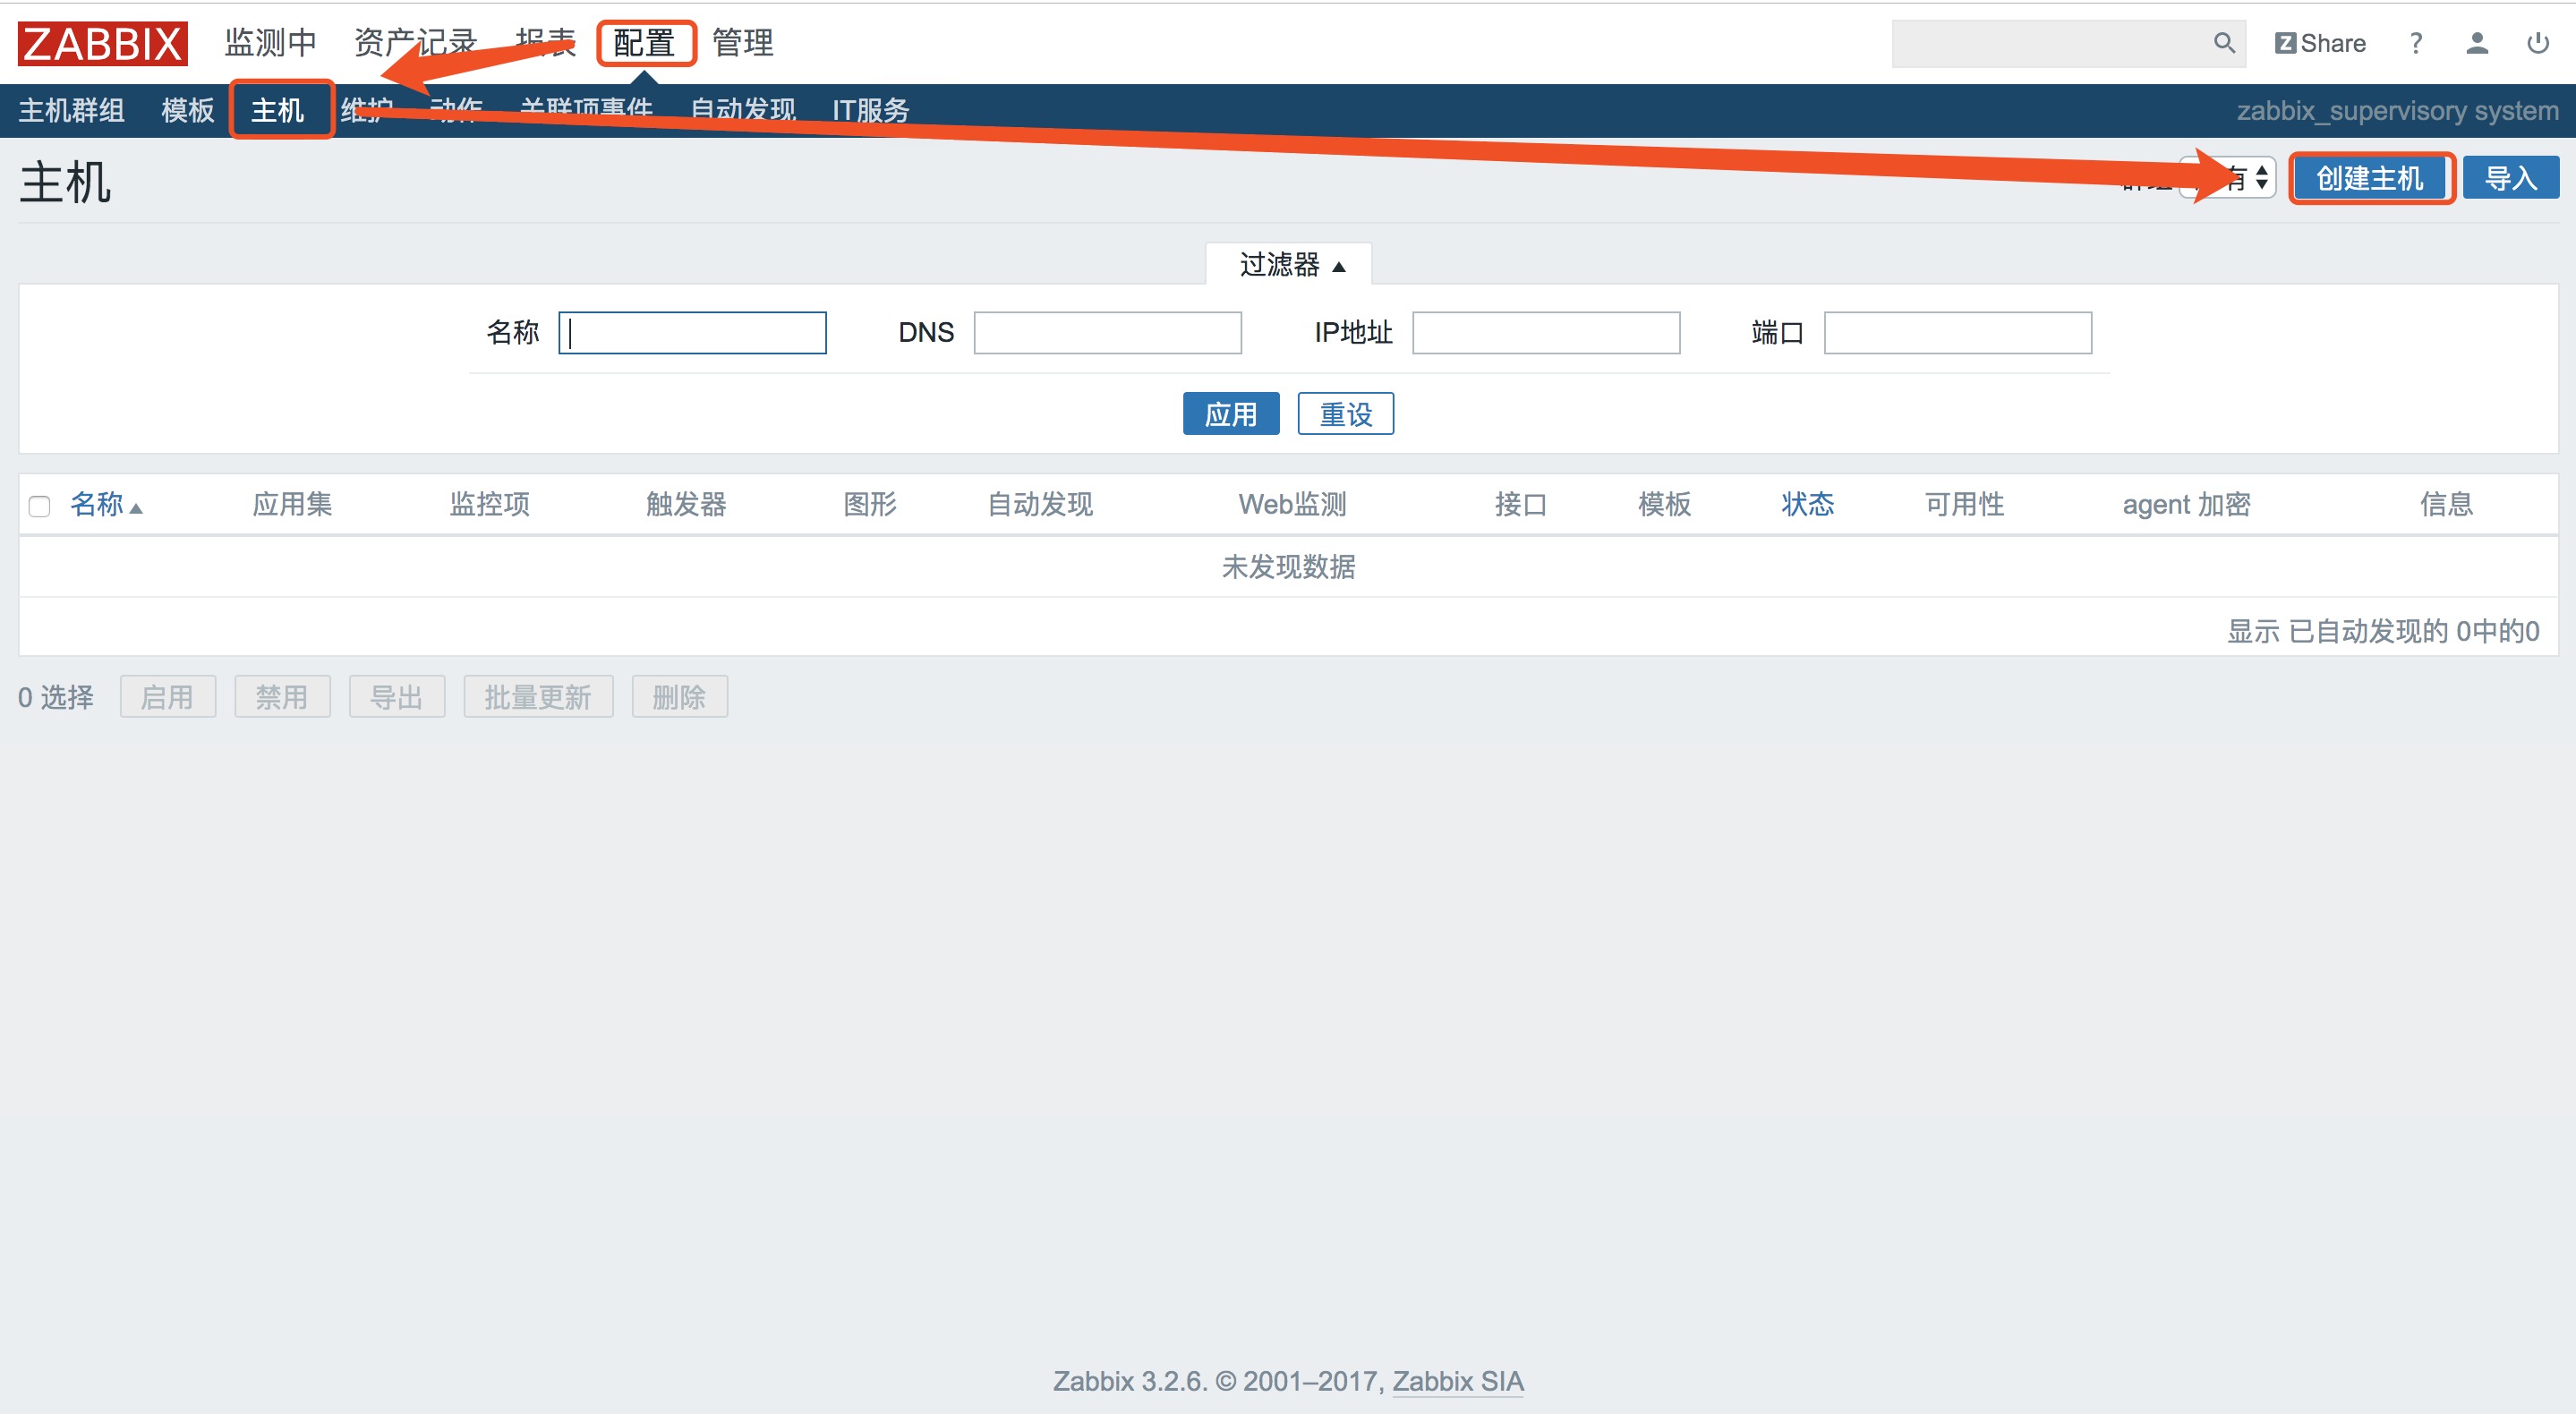 ZABBIX 监测中 资产记录 报表 配置 管理 Z Share ?
主机群组 模板 主机 维护 动作 关联项事件 自动发现 IT服务 zabbix_supervisory system
主机 有 创建主机 导入
过滤器 ▲
名称 DNS IP地址 端口
应用 重设
名称▲ 应用集 监控项 触发器 图形 自动发现 Web监测 接口 模板 状态 可用性 agent 加密 信息
未发现数据
显示 已自动发现的 0中的0
0 选择 启用 禁用 导出 批量更新 删除
Zabbix 3.2.6. © 2001–2017, Zabbix SIA